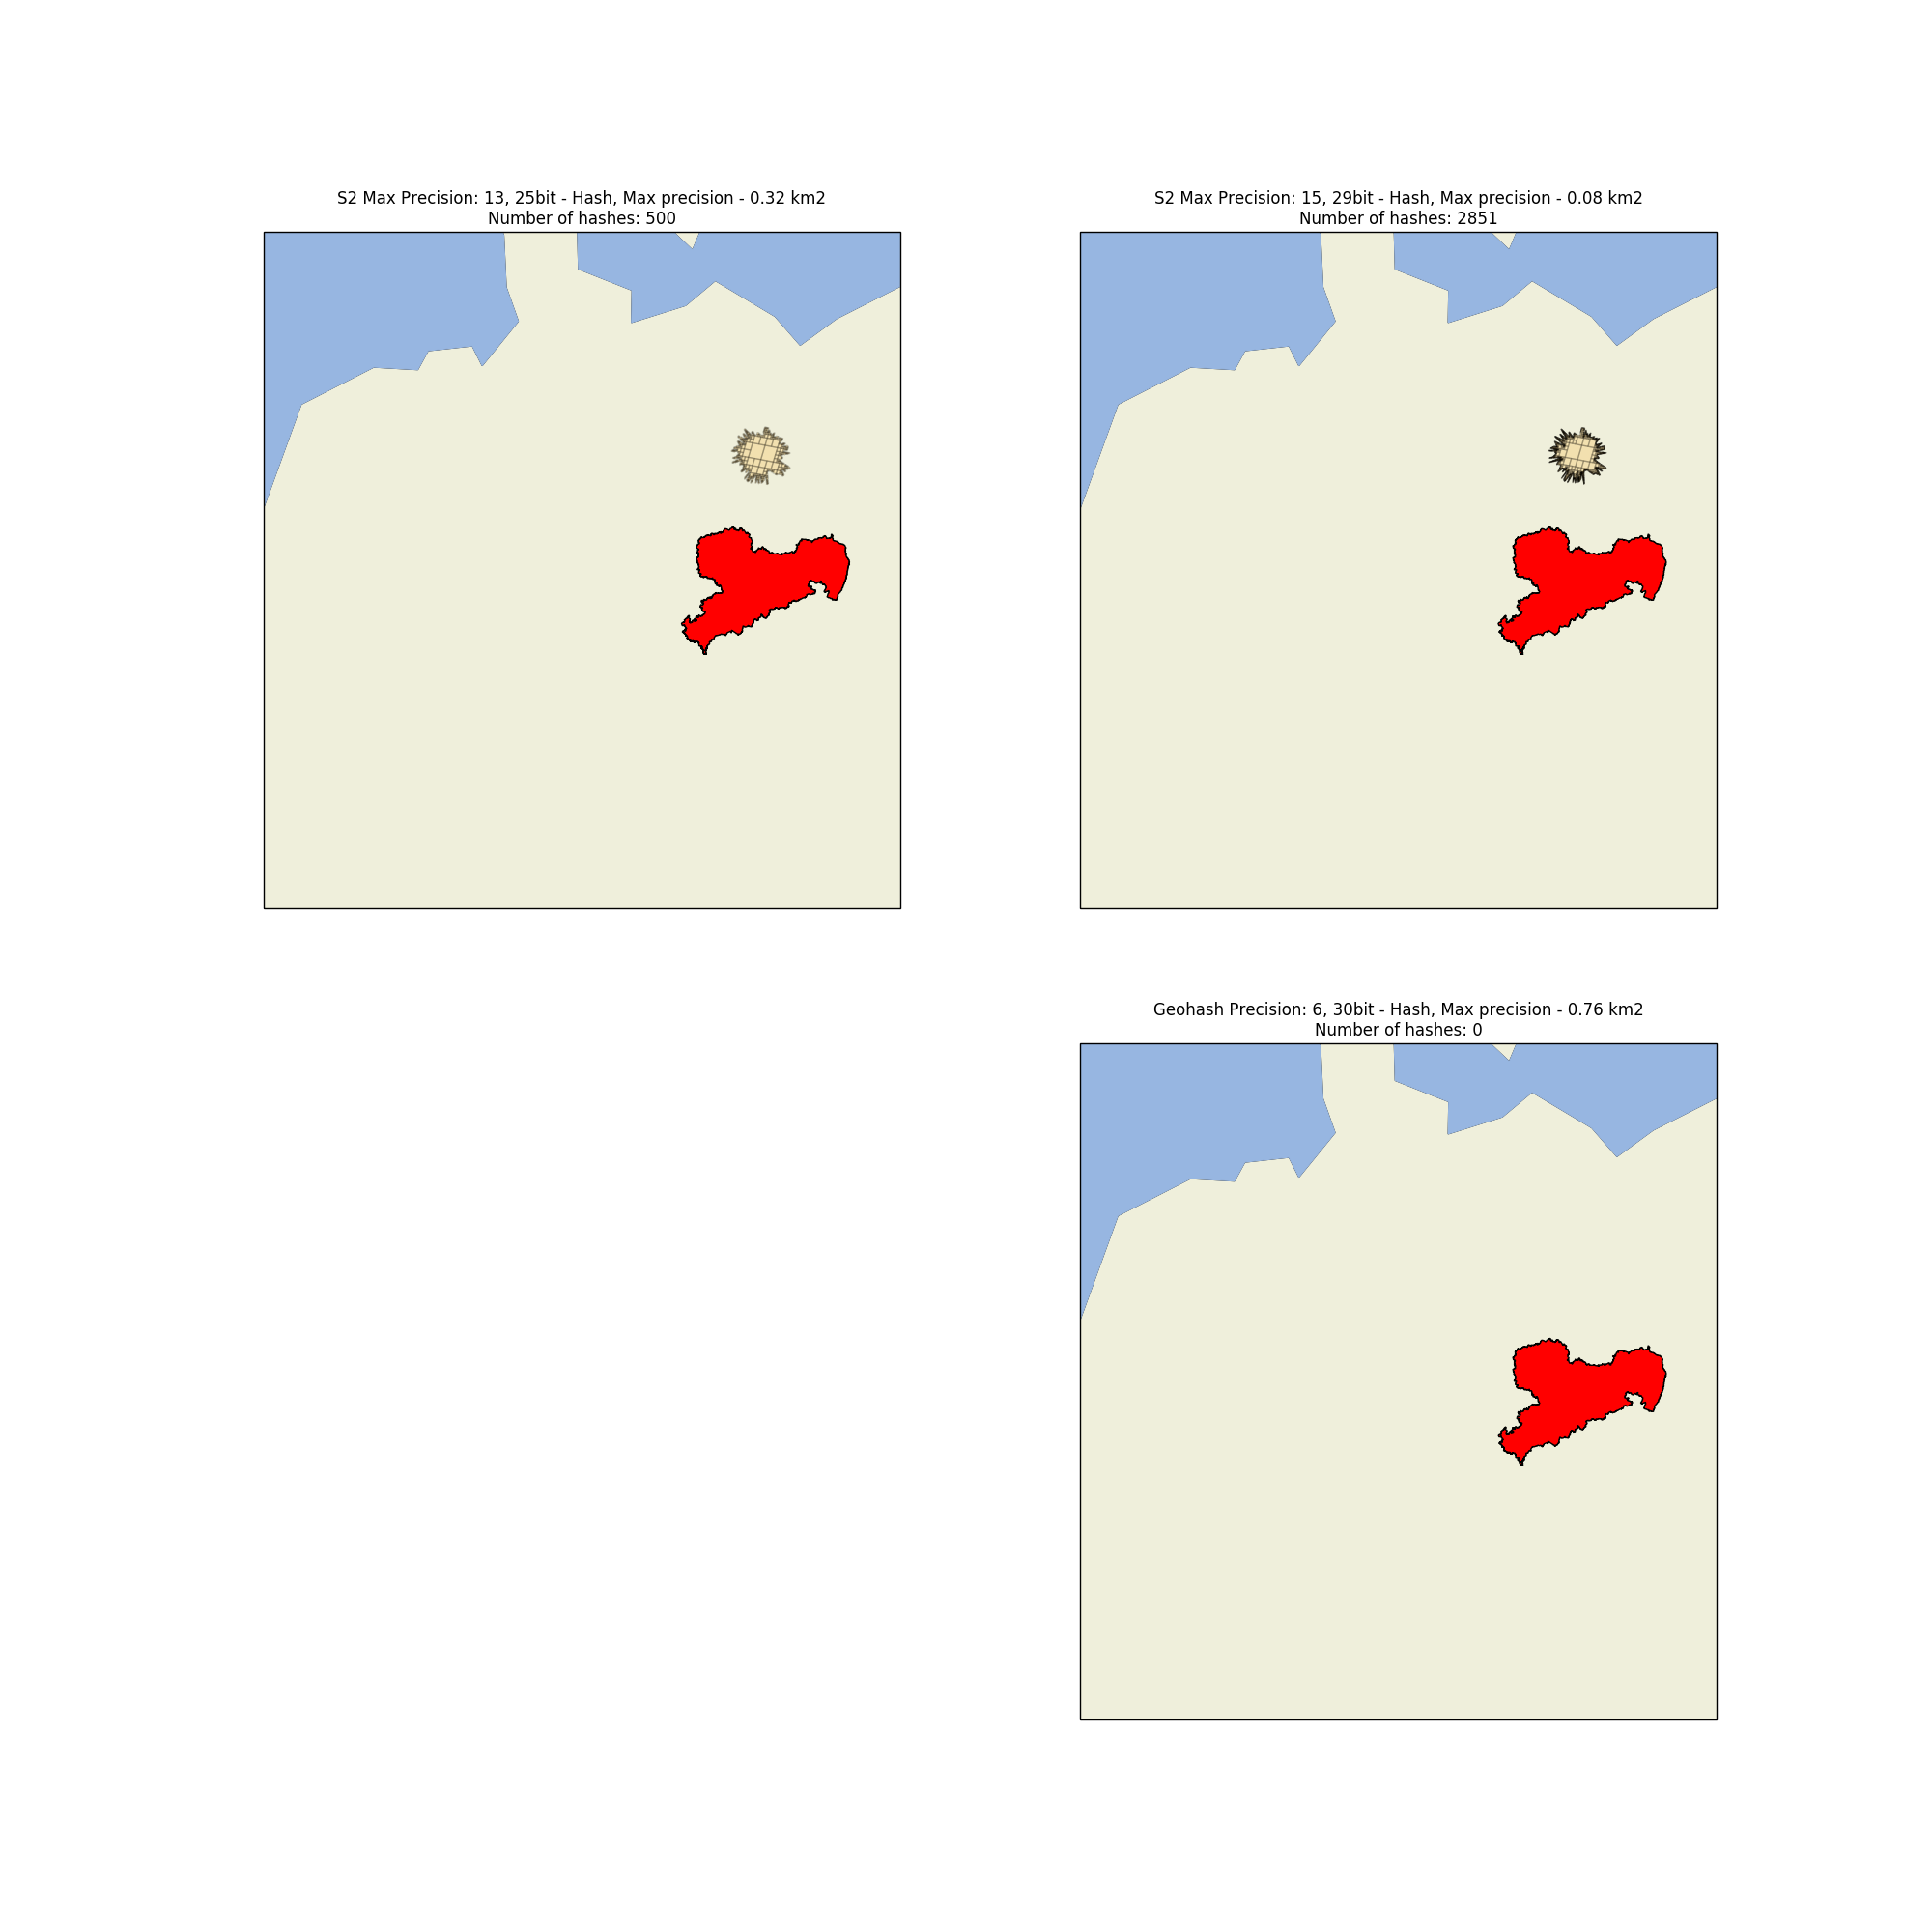 S2 Max Precision: 13, 25bit - Hash, Max precision - 0.32 km2
Number of hashes: 500
S2 Max Precision: 15, 29bit - Hash, Max precision - 0.08 km2
Number of hashes: 2851
Geohash Precision: 6, 30bit - Hash, Max precision - 0.76 km2
Number of hashes: 0